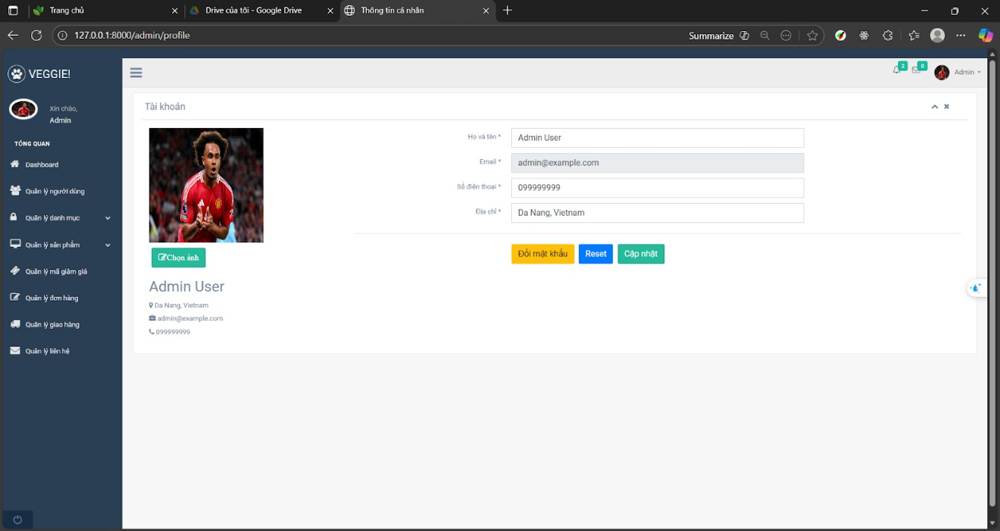 Trang chủ
Drive của tôi - Google Drive
Thông tin cá nhân
127.0.0.1:8000/admin/profile
Summarize
VEGGIE!
2
0
Admin
Xin chào,
Admin
TỔNG QUAN
Dashboard
Quản lý người dùng
Quản lý danh mục
Quản lý sản phẩm
Quản lý mã giảm giá
Quản lý đơn hàng
Quản lý giao hàng
Quản lý liên hệ
Tài khoản
Chọn ảnh
Admin User
Da Nang, Vietnam
admin@example.com
099999999
Họ và tên * Admin User
Email * admin@example.com
Số điện thoại * 099999999
Địa chỉ * Da Nang, Vietnam
Đổi mật khẩu Reset Cập nhật